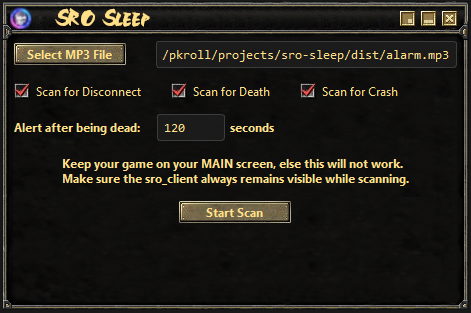 SRO Sleep
Select MP3 File
/pkroll/projects/sro-sleep/dist/alarm.mp3
Scan for Disconnect Scan for Death Scan for Crash
Alert after being dead: 120 seconds
Keep your game on your MAIN screen, else this will not work.
Make sure the sro_client always remains visible while scanning.
Start Scan